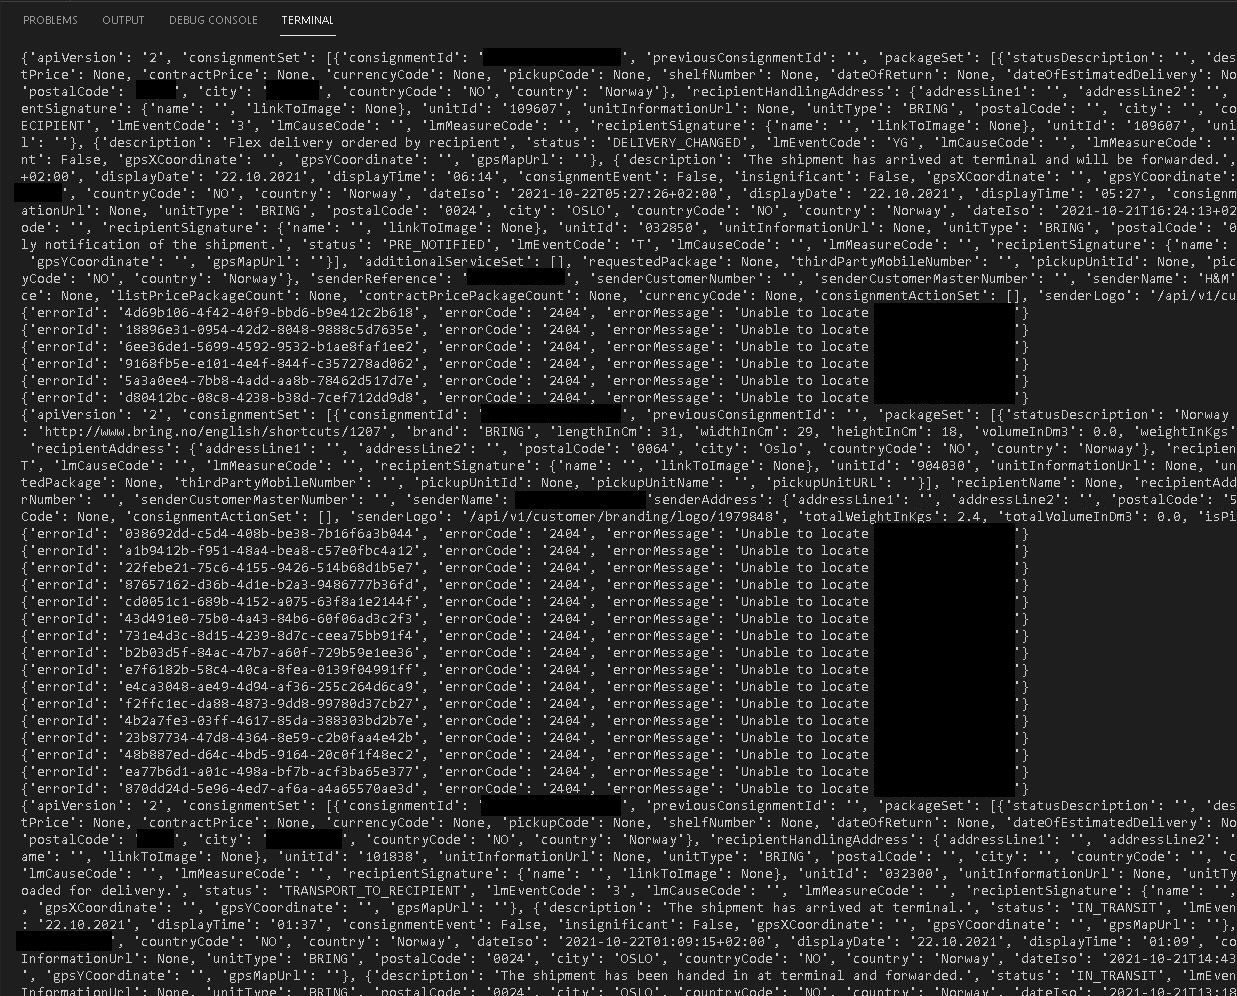 PROBLEMS OUTPUT DEBUG CONSOLE TERMINAL
{'apiVersion': '2', 'consignmentSet': [{'consignmentId': ' ', 'previousConsignmentId': '', 'packageSet': [{'statusDescription': '', 'des
tPrice': None, 'contractPrice': None, 'currencyCode': None, 'pickupCode': None, 'shelfNumber': None, 'dateOfReturn': None, 'dateOfEstimatedDelivery': No
'postalCode': ' ', 'city': ' ', 'countryCode': 'NO', 'country': 'Norway'}, 'recipientHandlingAddress': {'addressLine1': '', 'addressLine2': '',
entSignature': {'name': '', 'linkToImage': None}, 'unitId': '109607', 'unitInformationUrl': None, 'unitType': 'BRING', 'postalCode': '', 'city': '', 'co
ECIPIENT', 'lmEventCode': '3', 'lmCauseCode': '', 'lmMeasureCode': '', 'recipientSignature': {'name': '', 'linkToImage': None}, 'unitId': '109607', 'uni
l': ''}, {'description': 'Flex delivery ordered by recipient', 'status': 'DELIVERY_CHANGED', 'lmEventCode': 'YG', 'lmCauseCode': '', 'lmMeasureCode': ''
nt': False, 'gpsXCoordinate': '', 'gpsYCoordinate': '', 'gpsMapUrl': ''}, {'description': 'The shipment has arrived at terminal and will be forwarded.',
+02:00', 'displayDate': '22.10.2021', 'displayTime': '06:14', 'consignmentEvent': False, 'insignificant': False, 'gpsXCoordinate': '', 'gpsYCoordinate':
', 'countryCode': 'NO', 'country': 'Norway', 'dateIso': '2021-10-22T05:27:26+02:00', 'displayDate': '22.10.2021', 'displayTime': '05:27', 'consignm
ationUrl': None, 'unitType': 'BRING', 'postalCode': '0024', 'city': 'OSLO', 'countryCode': 'NO', 'country': 'Norway', 'dateIso': '2021-10-21T16:24:13+02
ode': '', 'recipientSignature': {'name': '', 'linkToImage': None}, 'unitId': '032850', 'unitInformationUrl': None, 'unitType': 'BRING', 'postalCode': '0
ly notification of the shipment.', 'status': 'PRE_NOTIFIED', 'lmEventCode': 'T', 'lmCauseCode': '', 'lmMeasureCode': '', 'recipientSignature': {'name':
'gpsYCoordinate': '', 'gpsMapUrl': ''}], 'additionalServiceSet': [], 'requestedPackage': None, 'thirdPartyMobileNumber': '', 'pickupUnitId': None, 'pic
yCode': 'NO', 'country': 'Norway'}, 'senderReference': ' ', 'senderCustomerNumber': '', 'senderCustomerMasterNumber': '', 'senderName': 'H&M'
ce': None, 'listPricePackageCount': None, 'contractPricePackageCount': None, 'currencyCode': None, 'consignmentActionSet': [], 'senderLogo': '/api/v1/cu
{'errorId': '4d69b106-4f42-40f9-bbd6-b9e412c2b618', 'errorCode': '2404', 'errorMessage': 'Unable to locate '}
{'errorId': '18896e31-0954-42d2-8048-9888c5d7635e', 'errorCode': '2404', 'errorMessage': 'Unable to locate '}
{'errorId': '6ee36de1-5699-4592-9532-b1ae8faf1ee2', 'errorCode': '2404', 'errorMessage': 'Unable to locate '}
{'errorId': '9168fb5e-e101-4e4f-844f-c357278ad062', 'errorCode': '2404', 'errorMessage': 'Unable to locate '}
{'errorId': '5a3a0ee4-7bb8-4add-aa8b-78462d517d7e', 'errorCode': '2404', 'errorMessage': 'Unable to locate '}
{'errorId': 'd80412bc-08c8-4238-b38d-7cef712dd9d8', 'errorCode': '2404', 'errorMessage': 'Unable to locate '}
{'apiVersion': '2', 'consignmentSet': [{'consignmentId': ' ', 'previousConsignmentId': '', 'packageSet': [{'statusDescription': 'Norway
: 'http://www.bring.no/english/shortcuts/1207', 'brand': 'BRING', 'lengthInCm': 31, 'widthInCm': 29, 'heightInCm': 18, 'volumeInDm3': 0.0, 'weightInKgs'
'recipientAddress': {'addressLine1': '', 'addressLine2': '', 'postalCode': '0064', 'city': 'Oslo', 'countryCode': 'NO', 'country': 'Norway'}, 'recipien
T', 'lmCauseCode': '', 'lmMeasureCode': '', 'recipientSignature': {'name': '', 'linkToImage': None}, 'unitId': '904030', 'unitInformationUrl': None, 'un
tedPackage': None, 'thirdPartyMobileNumber': '', 'pickupUnitId': None, 'pickupUnitName': '', 'pickupUnitURL': ''}], 'recipientName': None, 'recipientAdd
rNumber': '', 'senderCustomerMasterNumber': '', 'senderName': 'senderAddress': {'addressLine1': '', 'addressLine2': '', 'postalCode': '5
Code': None, 'consignmentActionSet': [], 'senderLogo': '/api/v1/customer/branding/logo/1979848', 'totalWeightInKgs': 2.4, 'totalVolumeInDm3': 0.0, 'isPi
{'errorId': '038692dd-c5d4-408b-be38-7b16f6a3b044', 'errorCode': '2404', 'errorMessage': 'Unable to locate '}
{'errorId': 'a1b9412b-f951-48a4-bea8-c57e0fbc4a12', 'errorCode': '2404', 'errorMessage': 'Unable to locate '}
{'errorId': '22febe21-75c6-4155-9426-514b68d1b5e7', 'errorCode': '2404', 'errorMessage': 'Unable to locate '}
{'errorId': '87657162-d36b-4d1e-b2a3-9486777b36fd', 'errorCode': '2404', 'errorMessage': 'Unable to locate '}
{'errorId': 'cd0051c1-689b-4152-a075-63f8a1e2144f', 'errorCode': '2404', 'errorMessage': 'Unable to locate '}
{'errorId': '43d491e0-75b0-4a43-84b6-60f06ad3c2f3', 'errorCode': '2404', 'errorMessage': 'Unable to locate '}
{'errorId': '731e4d3c-8d15-4239-8d7c-ceea75bb91f4', 'errorCode': '2404', 'errorMessage': 'Unable to locate '}
{'errorId': 'b2b03d5f-84ac-47b7-a60f-729b59e1ee36', 'errorCode': '2404', 'errorMessage': 'Unable to locate '}
{'errorId': 'e7f6182b-58c4-40ca-8fea-0139f04991ff', 'errorCode': '2404', 'errorMessage': 'Unable to locate '}
{'errorId': 'e4ca3048-ae49-4d94-af36-255c264d6ca9', 'errorCode': '2404', 'errorMessage': 'Unable to locate '}
{'errorId': 'f2ffc1ec-da88-4873-9dd8-99780d37cb27', 'errorCode': '2404', 'errorMessage': 'Unable to locate '}
{'errorId': '4b2a7fe3-03ff-4617-85da-388303bd2b7e', 'errorCode': '2404', 'errorMessage': 'Unable to locate '}
{'errorId': '23b87734-47d8-4364-8e59-c2b0faa4e42b', 'errorCode': '2404', 'errorMessage': 'Unable to locate '}
{'errorId': '48b887ed-d64c-4bd5-9164-20c0f1f48ec2', 'errorCode': '2404', 'errorMessage': 'Unable to locate '}
{'errorId': 'ea77b6d1-a01c-498a-bf7b-acf3ba65e377', 'errorCode': '2404', 'errorMessage': 'Unable to locate '}
{'errorId': '870dd24d-5e96-4ed7-af6a-a4a65570ae3d', 'errorCode': '2404', 'errorMessage': 'Unable to locate '}
{'apiVersion': '2', 'consignmentSet': [{'consignmentId': ' ', 'previousConsignmentId': '', 'packageSet': [{'statusDescription': '', 'des
tPrice': None, 'contractPrice': None, 'currencyCode': None, 'pickupCode': None, 'shelfNumber': None, 'dateOfReturn': None, 'dateOfEstimatedDelivery': No
'postalCode': ' ', 'city': ' ', 'countryCode': 'NO', 'country': 'Norway'}, 'recipientHandlingAddress': {'addressLine1': '', 'addressLine2': '
ame': '', 'linkToImage': None}, 'unitId': '101838', 'unitInformationUrl': None, 'unitType': 'BRING', 'postalCode': '', 'city': '', 'countryCode': '', 'c
'lmCauseCode': '', 'lmMeasureCode': '', 'recipientSignature': {'name': '', 'linkToImage': None}, 'unitId': '032300', 'unitInformationUrl': None, 'unitTy
oaded for delivery.', 'status': 'TRANSPORT_TO_RECIPIENT', 'lmEventCode': '3', 'lmCauseCode': '', 'lmMeasureCode': '', 'recipientSignature': {'name': '',
, 'gpsXCoordinate': '', 'gpsYCoordinate': '', 'gpsMapUrl': ''}, {'description': 'The shipment has arrived at terminal.', 'status': 'IN_TRANSIT', 'lmEven
'22.10.2021', 'displayTime': '01:37', 'consignmentEvent': False, 'insignificant': False, 'gpsXCoordinate': '', 'gpsYCoordinate': '', 'gpsMapUrl': ''},
', 'countryCode': 'NO', 'country': 'Norway', 'dateIso': '2021-10-22T01:09:15+02:00', 'displayDate': '22.10.2021', 'displayTime': '01:09', 'co
InformationUrl': None, 'unitType': 'BRING', 'postalCode': '0024', 'city': 'OSLO', 'countryCode': 'NO', 'country': 'Norway', 'dateIso': '2021-10-21T14:43
', 'gpsYCoordinate': '', 'gpsMapUrl': ''}, {'description': 'The shipment has been handed in at terminal and forwarded.', 'status': 'IN_TRANSIT', 'lmEven
InformationUrl': None, 'unitType': 'BRING', 'postalCode': '0024', 'city': 'OSLO', 'countryCode': 'NO', 'country': 'Norway', 'dateIso': '2021-10-21T13:18